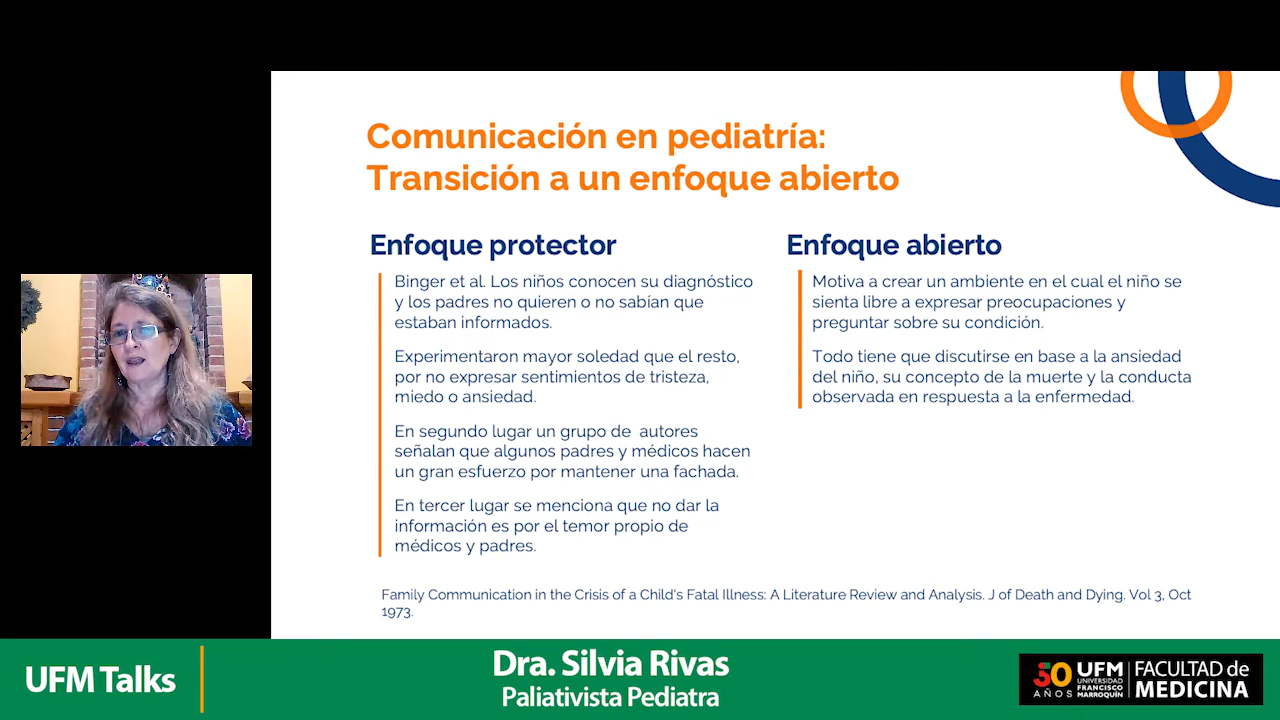 Comunicación en pediatría:
Transición a un enfoque abierto
Enfoque protector
Binger et al. Los niños conocen su diagnóstico
y los padres no quieren o no sabían que
estaban informados.
Experimentaron mayor soledad que el resto,
por no expresar sentimientos de tristeza,
miedo o ansiedad.
En segundo lugar un grupo de autores
señalan que algunos padres y médicos hacen
un gran esfuerzo por mantener una fachada.
En tercer lugar se menciona que no dar la
información es por el temor propio de
médicos y padres.
Enfoque abierto
Motiva a crear un ambiente en el cual el niño se
sienta libre a expresar preocupaciones y
preguntar sobre su condición.
Todo tiene que discutirse en base a la ansiedad
del niño, su concepto de la muerte y la conducta
observada en respuesta a la enfermedad.
Family Communication in the Crisis of a Child's Fatal Illness: A Literature Review and Analysis. J of Death and Dying. Vol 3, Oct
1973.
UFM Talks
Dra. Silvia Rivas
Paliativista Pediatra
50
AÑOS
UFM
UNIVERSIDAD
FRANCISCO
MARROQUÍN
FACULTAD de
MEDICINA